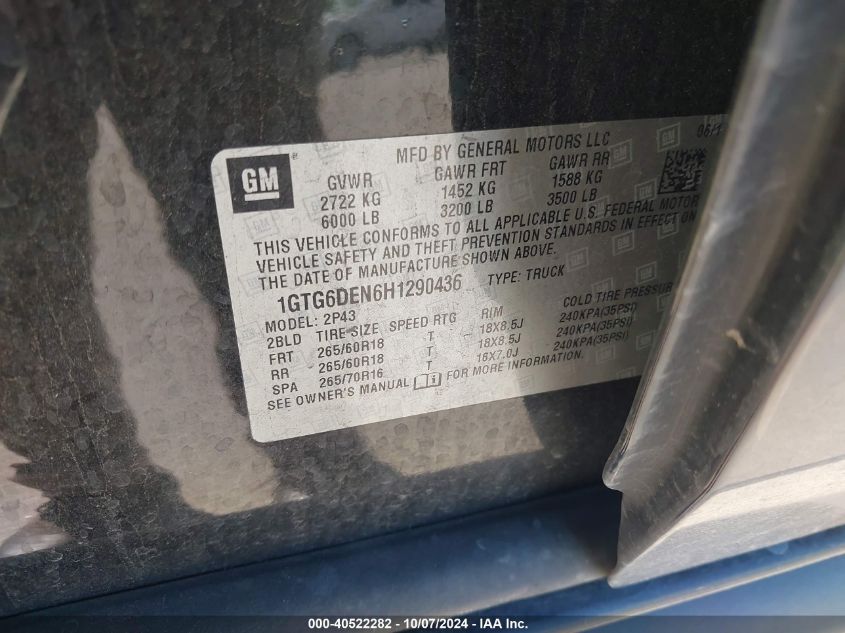 MFD BY GENERAL MOTORS LLC 06/1
GM ®
GVWR GAWR FRT GAWR RR
2722 KG 1452 KG 1588 KG
6000 LB 3200 LB 3500 LB
THIS VEHICLE CONFORMS TO ALL APPLICABLE U.S. FEDERAL MOTOR
VEHICLE SAFETY AND THEFT PREVENTION STANDARDS IN EFFECT ON
THE DATE OF MANUFACTURE SHOWN ABOVE.
1GTG6DEN6H1290436 TYPE: TRUCK
MODEL: 2P43
2BLD TIRE SIZE SPEED RTG RIM COLD TIRE PRESSUR
FRT 265/60R18 T 18X8.5J 240KPA(35PSI)
RR 265/60R18 T 18X8.5J 240KPA(35PSI)
SPA 265/70R16 T 16X7.0J 240KPA(35PSI)
SEE OWNER'S MANUAL FOR MORE INFORMATION.
000-40522282 - 10/07/2024 - IAA Inc.